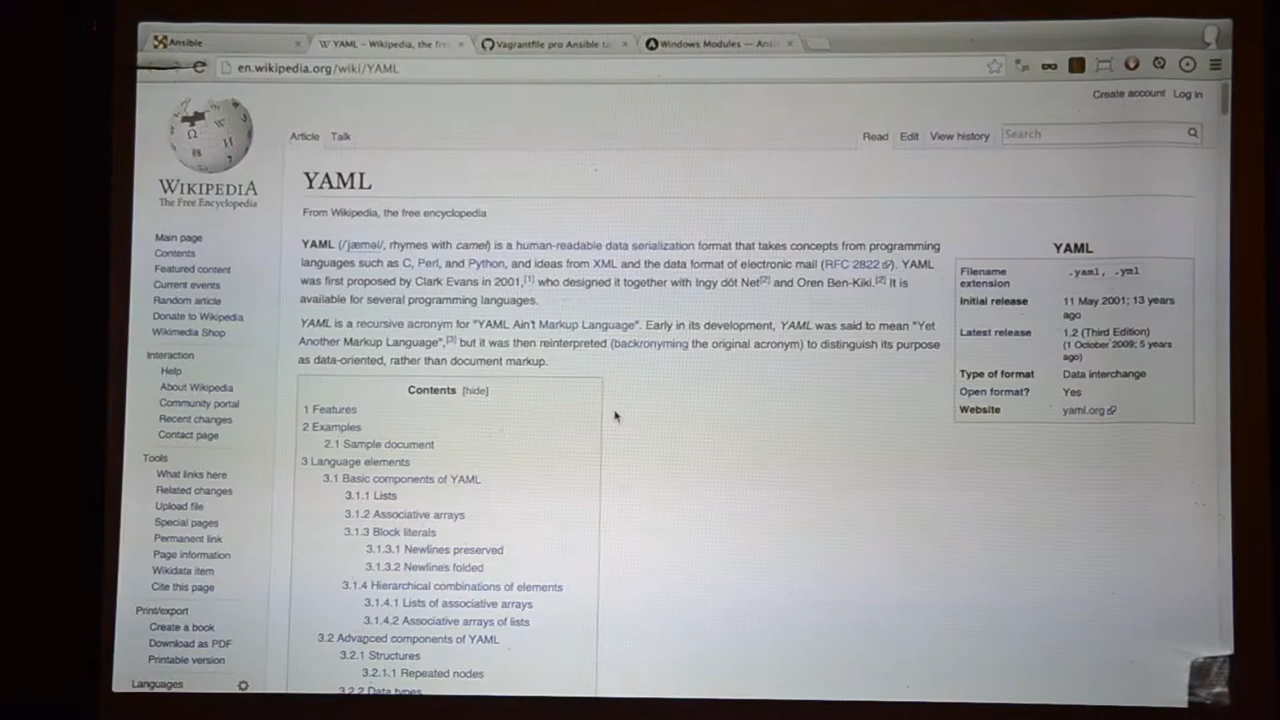 Ansible
W YAML – Wikipedia, the fre
Vagrantfile pro Ansible
Windows Modules — Ansi
en.wikipedia.org/wiki/YAML
Create account Log in
Article Talk
Read Edit View history Search
WIKIPEDIA
The Free Encyclopedia
Main page
Contents
Featured content
Current events
Random article
Donate to Wikipedia
Wikimedia Shop
Interaction
Help
About Wikipedia
Community portal
Recent changes
Contact page
Tools
What links here
Related changes
Upload file
Special pages
Permanent link
Page information
Wikidata item
Cite this page
Print/export
Create a book
Download as PDF
Printable version
Languages
YAML
From Wikipedia, the free encyclopedia
YAML (/ˈjæməl/, rhymes with camel) is a human-readable data serialization format that takes concepts from programming
languages such as C, Perl, and Python, and ideas from XML and the data format of electronic mail (RFC 2822). YAML
was first proposed by Clark Evans in 2001,[1] who designed it together with Ingy döt Net[2] and Oren Ben-Kiki.[2] It is
available for several programming languages.
YAML is a recursive acronym for "YAML Ain't Markup Language". Early in its development, YAML was said to mean "Yet
Another Markup Language",[3] but it was then reinterpreted (backronyming the original acronym) to distinguish its purpose
as data-oriented, rather than document markup.
Contents [hide]
1 Features
2 Examples
2.1 Sample document
3 Language elements
3.1 Basic components of YAML
3.1.1 Lists
3.1.2 Associative arrays
3.1.3 Block literals
3.1.3.1 Newlines preserved
3.1.3.2 Newlines folded
3.1.4 Hierarchical combinations of elements
3.1.4.1 Lists of associative arrays
3.1.4.2 Associative arrays of lists
3.2 Advanced components of YAML
3.2.1 Structures
3.2.1.1 Repeated nodes
3.2.2 Data types
YAML
Filename extension .yaml, .yml
Initial release 11 May 2001; 13 years
ago
Latest release 1.2 (Third Edition)
(1 October 2009; 5 years
ago)
Type of format Data interchange
Open format? Yes
Website yaml.org